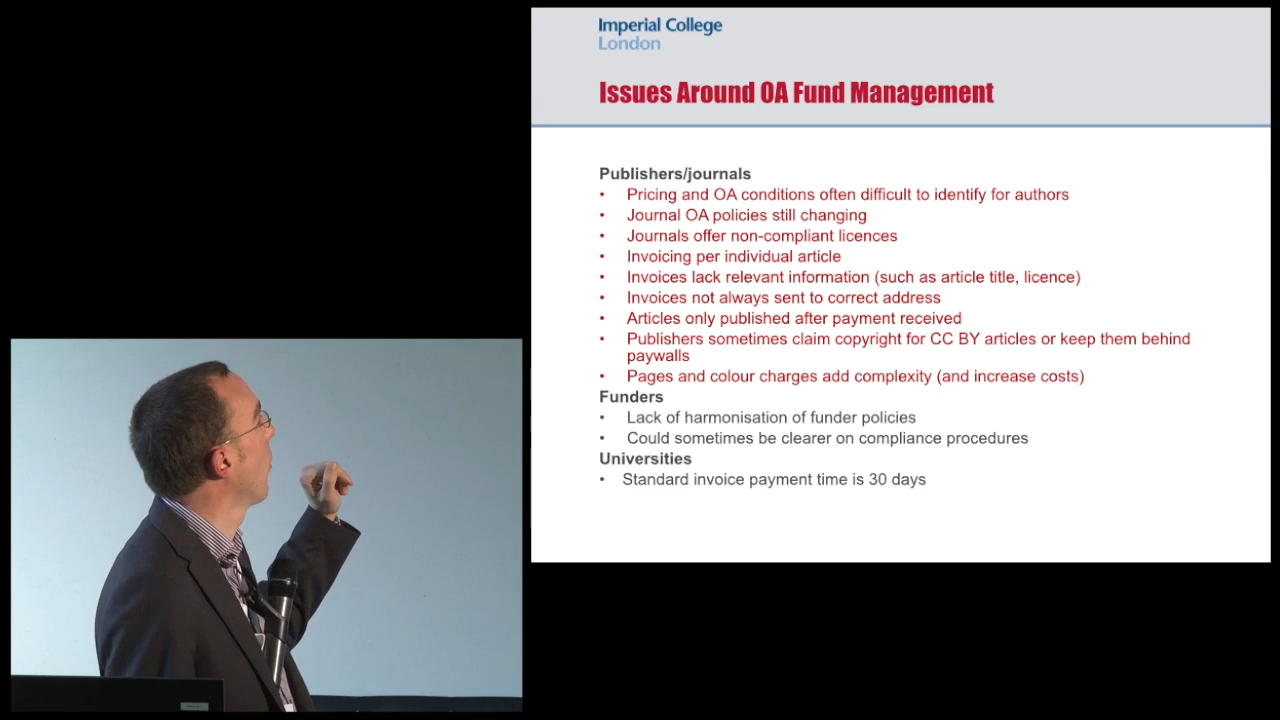 Imperial College
London
Issues Around OA Fund Management
Publishers/journals
• Pricing and OA conditions often difficult to identify for authors
• Journal OA policies still changing
• Journals offer non-compliant licences
• Invoicing per individual article
• Invoices lack relevant information (such as article title, licence)
• Invoices not always sent to correct address
• Articles only published after payment received
• Publishers sometimes claim copyright for CC BY articles or keep them behind
paywalls
• Pages and colour charges add complexity (and increase costs)
Funders
• Lack of harmonisation of funder policies
• Could sometimes be clearer on compliance procedures
Universities
• Standard invoice payment time is 30 days